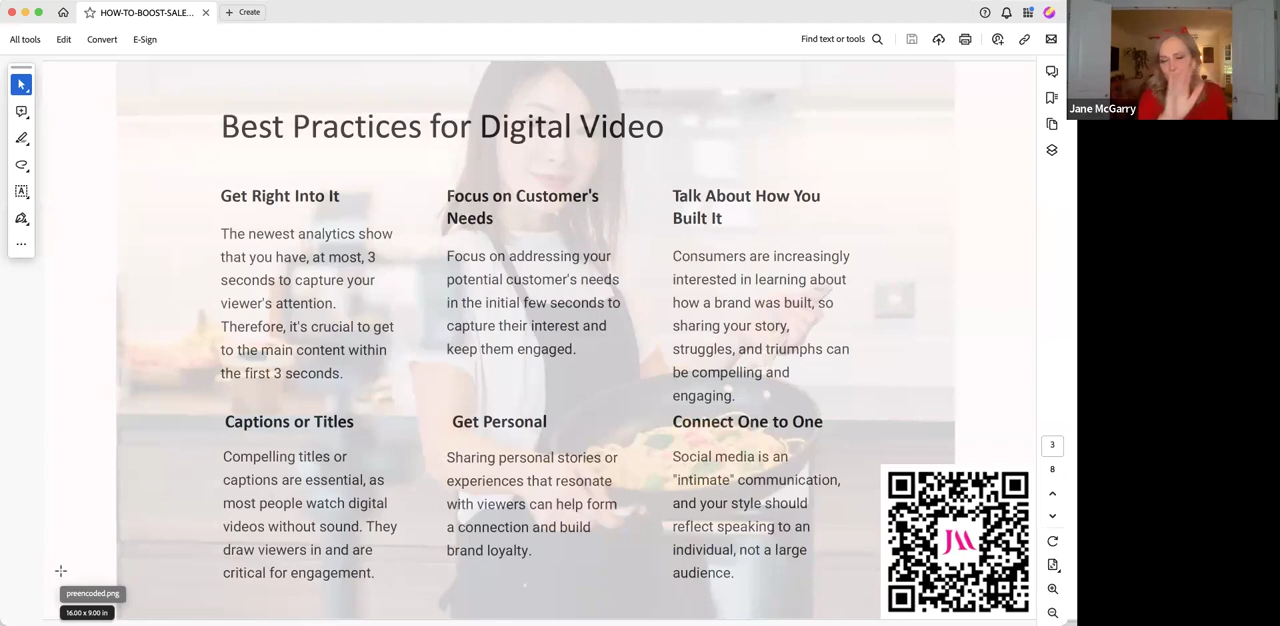 HOW-TO-BOOST-SALE...
Create
All tools
Edit
Convert
E-Sign
Find text or tools
Jane McGarry
Best Practices for Digital Video
Get Right Into It
The newest analytics show
that you have, at most, 3
seconds to capture your
viewer's attention.
Therefore, it's crucial to get
to the main content within
the first 3 seconds.
Focus on Customer's
Needs
Focus on addressing your
potential customer's needs
in the initial few seconds to
capture their interest and
keep them engaged.
Talk About How You
Built It
Consumers are increasingly
interested in learning about
how a brand was built, so
sharing your story,
struggles, and triumphs can
be compelling and
engaging.
Captions or Titles
Compelling titles or
captions are essential, as
most people watch digital
videos without sound. They
draw viewers in and are
critical for engagement.
Get Personal
Sharing personal stories or
experiences that resonate
with viewers can help form
a connection and build
brand loyalty.
Connect One to One
Social media is an
"intimate" communication,
and your style should
reflect speaking to an
individual, not a large
audience.
JM
3
8
preencoded.png
16.00 x 9.00 in